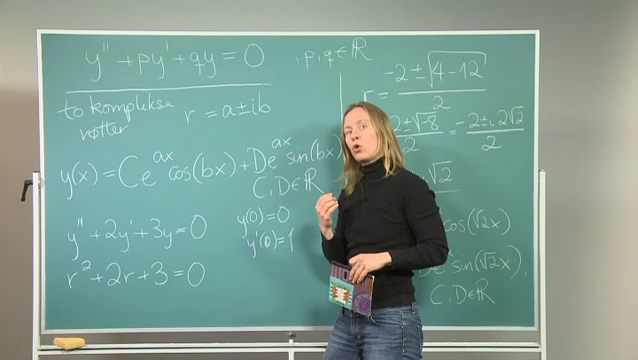 y'' + py' + qy = 0
, p,q ∈ ℝ
to komplekse
røtter
r = a ± ib
y(x) = Ce^{ax} cos(bx) + De^{ax} sin(bx)
C, D ∈ ℝ
y'' + 2y' + 3y = 0
r² + 2r + 3 = 0
y(0) = 0
y'(0) = 1
r = (-2 ± √(4-12))/2
2 ± √-8 / 2 = (-2 ± i 2√2)/2
√2
cos(√2x)
sin(√2x),
C, D ∈ ℝ